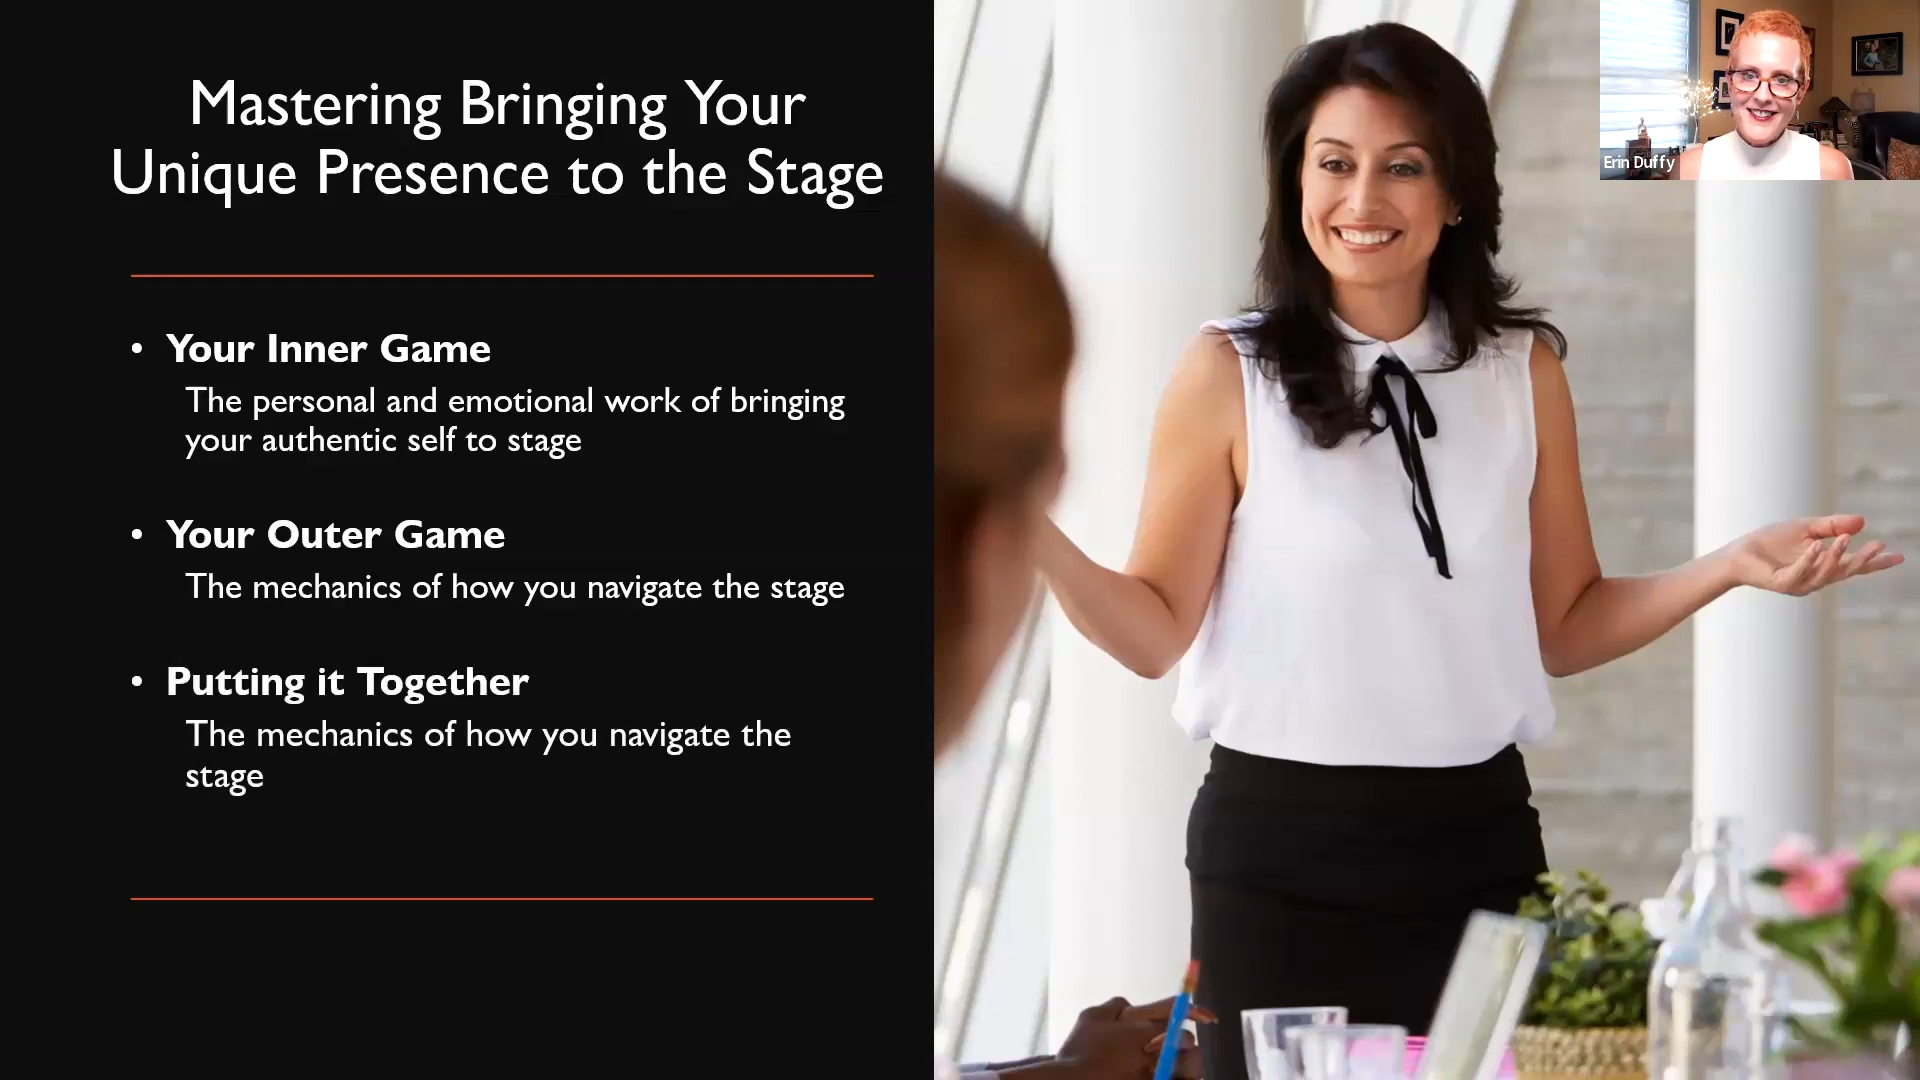 Mastering Bringing Your
Unique Presence to the Stage
• Your Inner Game
The personal and emotional work of bringing
your authentic self to stage
• Your Outer Game
The mechanics of how you navigate the stage
• Putting it Together
The mechanics of how you navigate the
stage
Erin Duffy